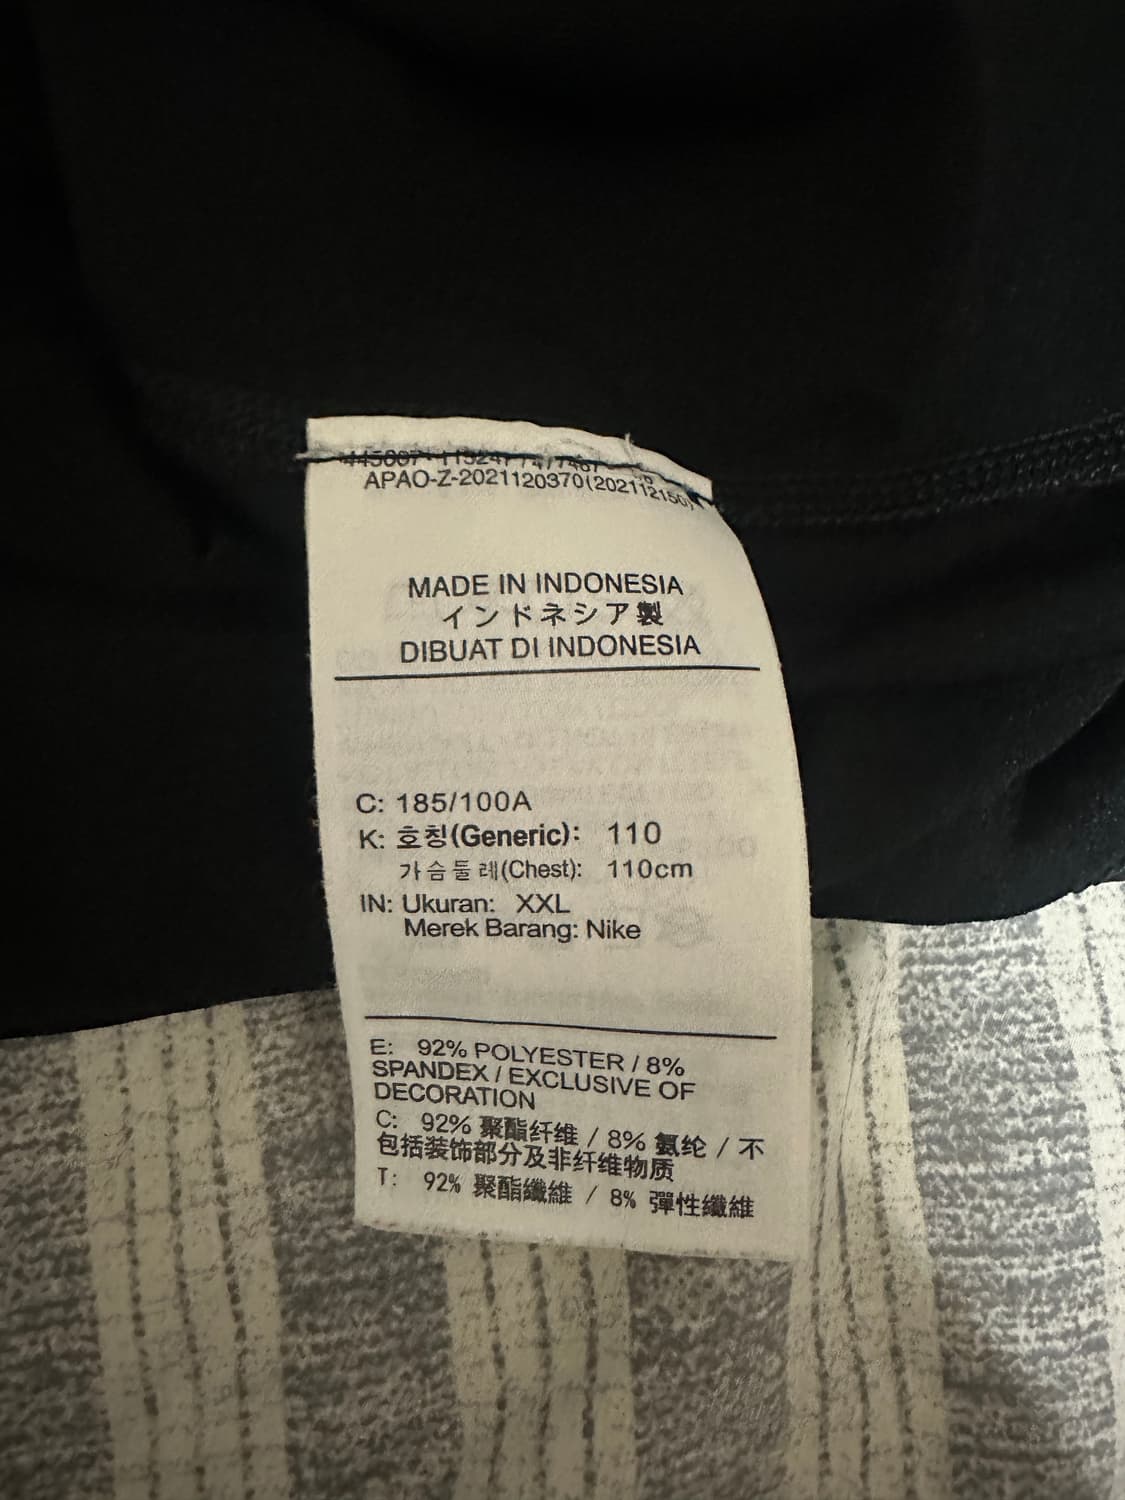 APAO-Z-2021120370(202112150)
MADE IN INDONESIA
インドネシア製
DIBUAT DI INDONESIA
C: 185/100A
K: 호칭(Generic): 110
가슴둘레(Chest): 110cm
IN: Ukuran: XXL
Merek Barang: Nike
E: 92% POLYESTER / 8%
SPANDEX / EXCLUSIVE OF
DECORATION
C: 92% 聚酯纤维 / 8% 氨纶 / 不
包括装饰部分及非纤维物质
T: 92% 聚酯纖維 / 8% 彈性纖維